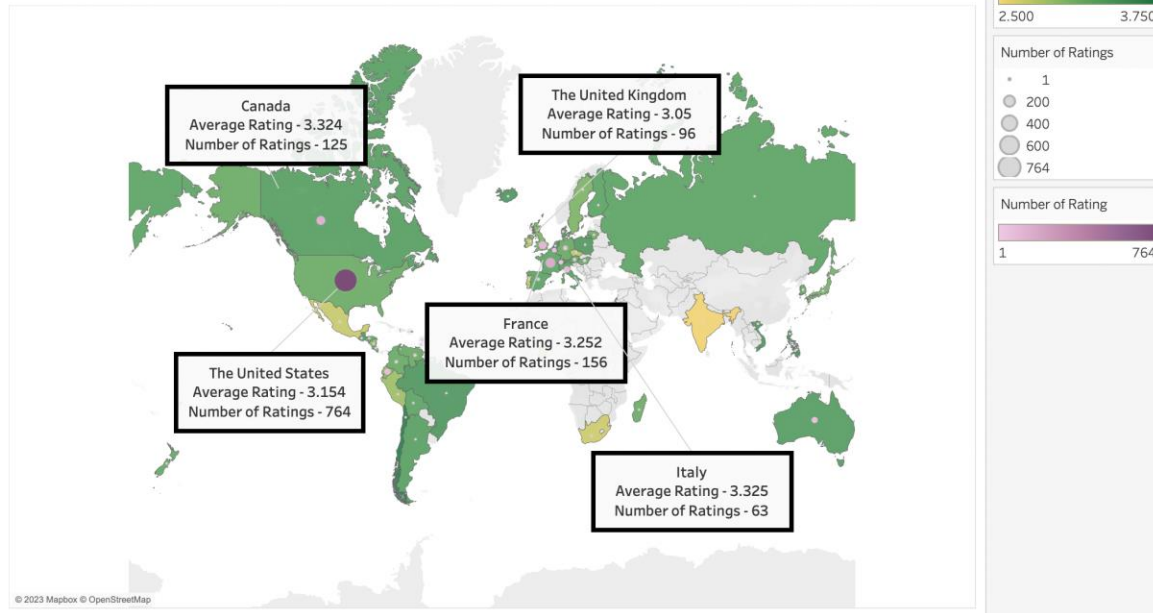 2.500 3.750
Canada
Average Rating - 3.324
Number of Ratings - 125
The United Kingdom
Average Rating - 3.05
Number of Ratings - 96
Number of Ratings
1
200
400
600
764
Number of Rating
1 764
France
Average Rating - 3.252
Number of Ratings - 156
The United States
Average Rating - 3.154
Number of Ratings - 764
Italy
Average Rating - 3.325
Number of Ratings - 63
© 2023 Mapbox © OpenStreetMap